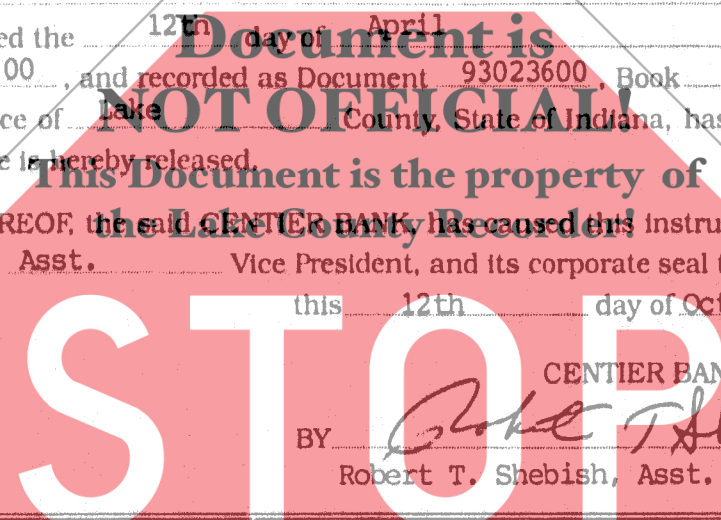 ed the 12th day of April
Document is
00 , and recorded as Document 93023600 , Book
NOT OFFICIAL!
ce of Lake County, State of Indiana, has
e is hereby released.
This Document is the property of
the Lake County Recorder!
REOF, the said CENTIER BANK, has caused this instru
Asst. Vice President, and its corporate seal t
this 12th day of Oct
STOP
CENTIER BAN
BY
Robert T. Shebish, Asst.